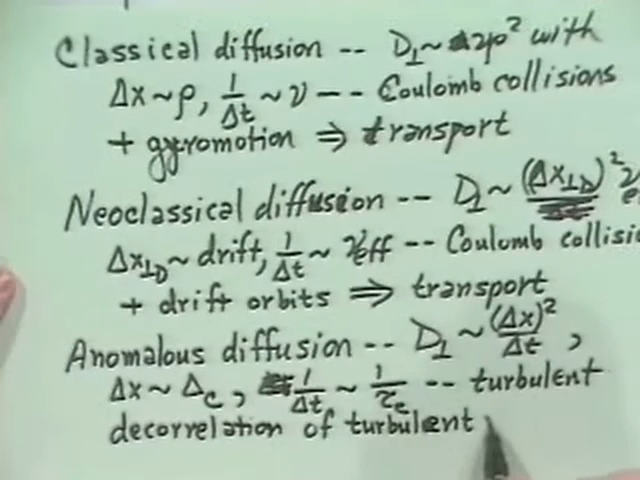 Classical diffusion -- D⊥ ~ νρ² with
Δx ~ ρ, 1/Δt ~ ν -- Coulomb collisions
+ gyromotion ⇒ transport
Neoclassical diffusion -- D⊥ ~ (Δx⊥D)² ν
Δx⊥D ~ drift, 1/Δt ~ νeff -- Coulomb collisio
+ drift orbits ⇒ transport
Anomalous diffusion -- D⊥ ~ (Δx)²/Δt ,
Δx ~ Δc, 1/Δt ~ 1/τc -- turbulent
decorrelation of turbulent